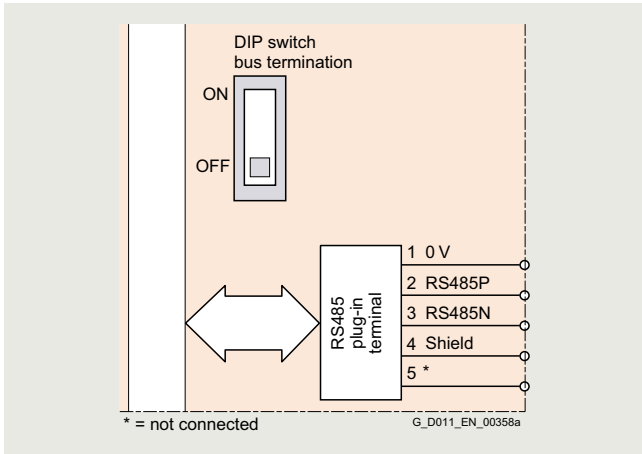 DIP switch
bus termination
ON
OFF
RS485
plug-in
terminal
1 0 V
2 RS485P
3 RS485N
4 Shield
5 *
* = not connected
G_D011_EN_00358a